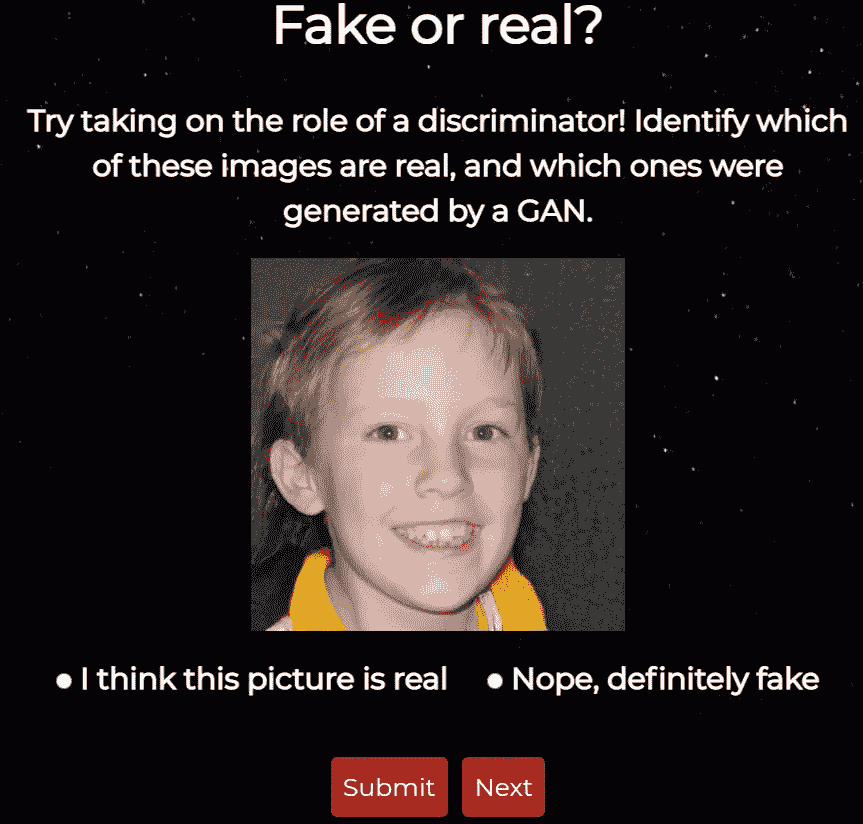 Fake or real?
Try taking on the role of a discriminator! Identify which
of these images are real, and which ones were
generated by a GAN.
I think this picture is real
Nope, definitely fake
Submit
Next